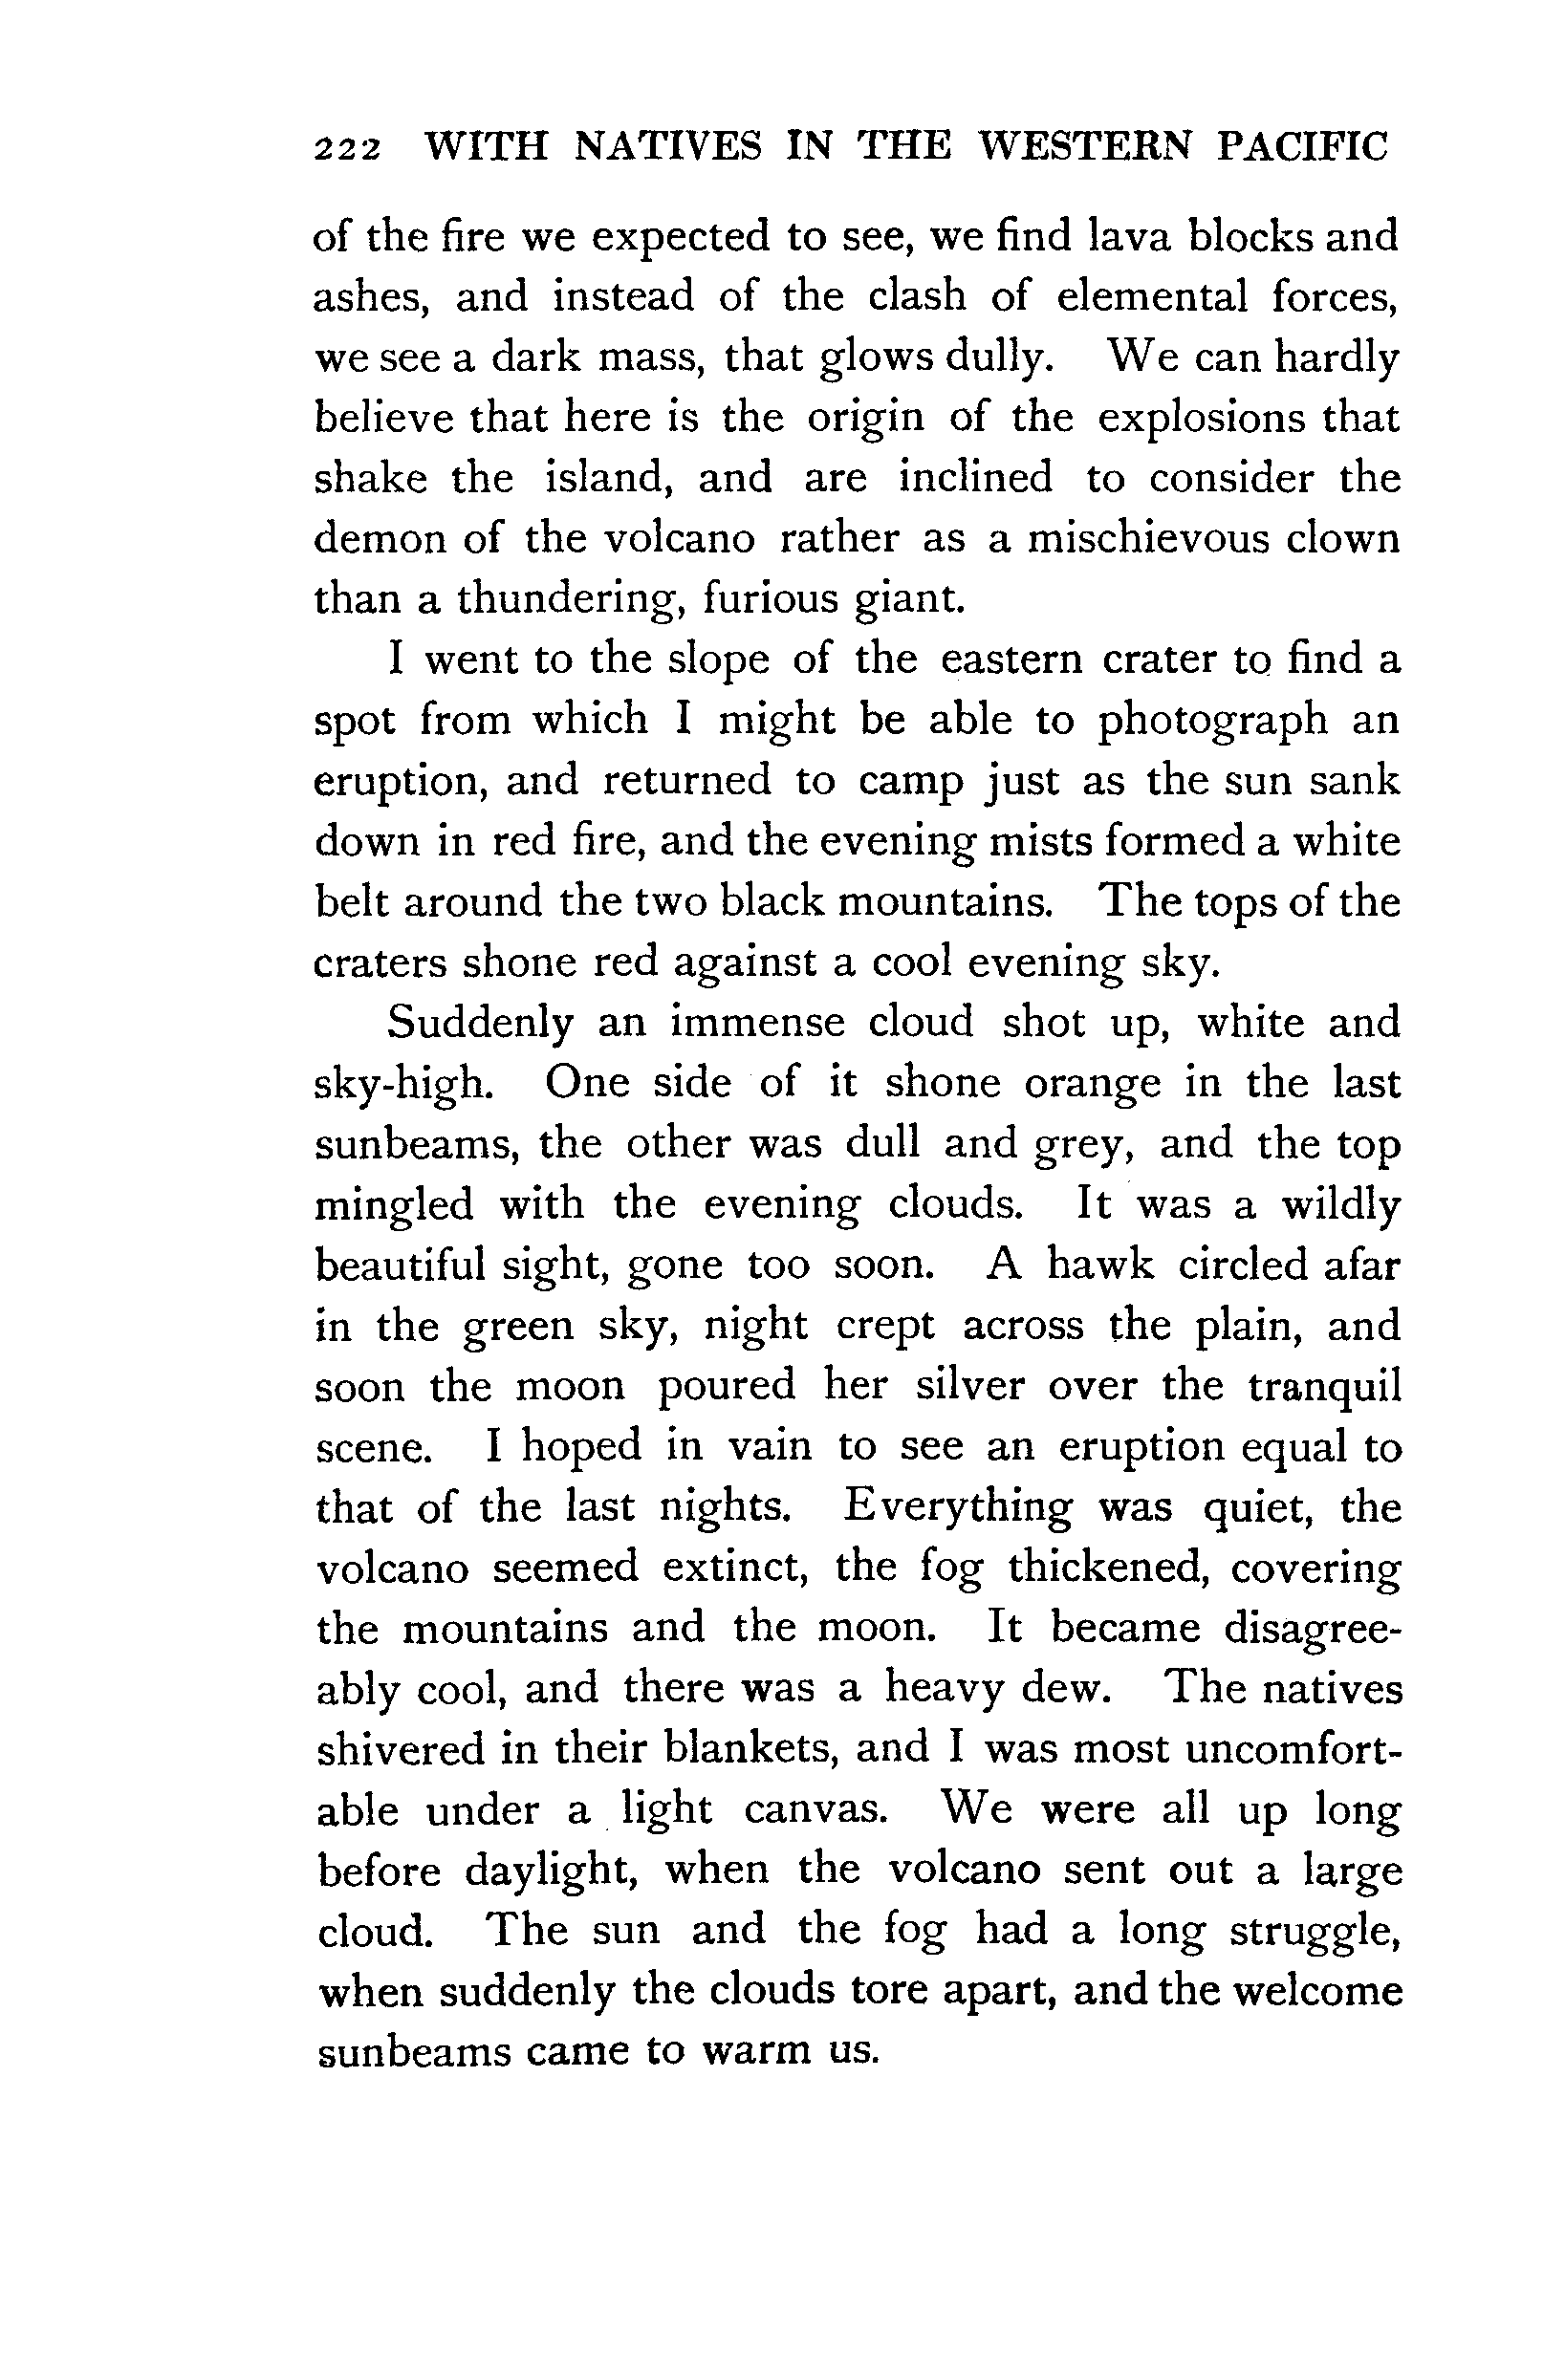 222 WITH NATIVES IN THE WESTERN PACIFIC
of the fire we expected to see, we find lava blocks and
ashes, and instead of the clash of elemental forces,
we see a dark mass, that glows dully. We can hardly
believe that here is the origin of the explosions that
shake the island, and are inclined to consider the
demon of the volcano rather as a mischievous clown
than a thundering, furious giant.
I went to the slope of the eastern crater to find a
spot from which I might be able to photograph an
eruption, and returned to camp just as the sun sank
down in red fire, and the evening mists formed a white
belt around the two black mountains. The tops of the
craters shone red against a cool evening sky.
Suddenly an immense cloud shot up, white and
sky-high. One side of it shone orange in the last
sunbeams, the other was dull and grey, and the top
mingled with the evening clouds. It was a wildly
beautiful sight, gone too soon. A hawk circled afar
in the green sky, night crept across the plain, and
soon the moon poured her silver over the tranquil
scene. I hoped in vain to see an eruption equal to
that of the last nights. Everything was quiet, the
volcano seemed extinct, the fog thickened, covering
the mountains and the moon. It became disagree-
ably cool, and there was a heavy dew. The natives
shivered in their blankets, and I was most uncomfort-
able under a light canvas. We were all up long
before daylight, when the volcano sent out a large
cloud. The sun and the fog had a long struggle,
when suddenly the clouds tore apart, and the welcome
sunbeams came to warm us.